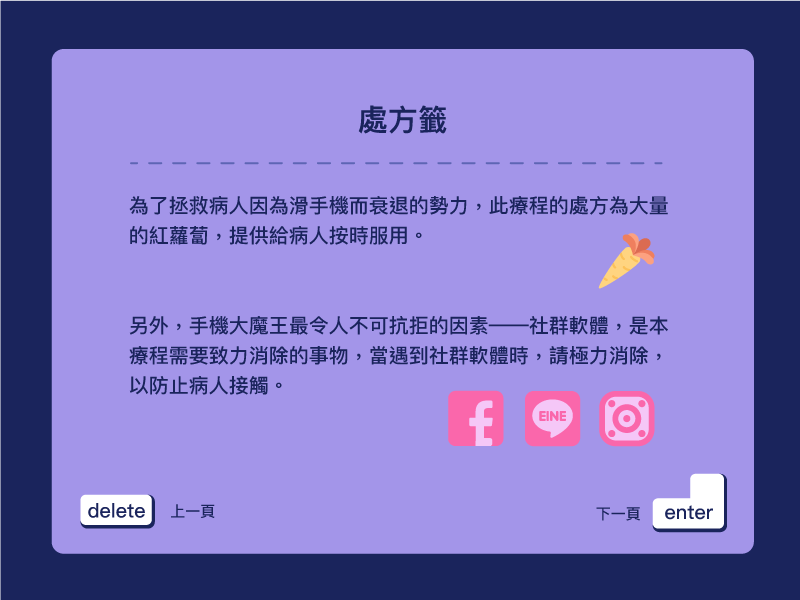 處方籤
為了拯救病人因為滑手機而衰退的勢力，此療程的處方為大量
的紅蘿蔔，提供給病人按時服用。
另外，手機大魔王最令人不可抗拒的因素——社群軟體，是本
療程需要致力消除的事物，當遇到社群軟體時，請極力消除，
以防止病人接觸。
f EINE
delete 上一頁 下一頁 enter